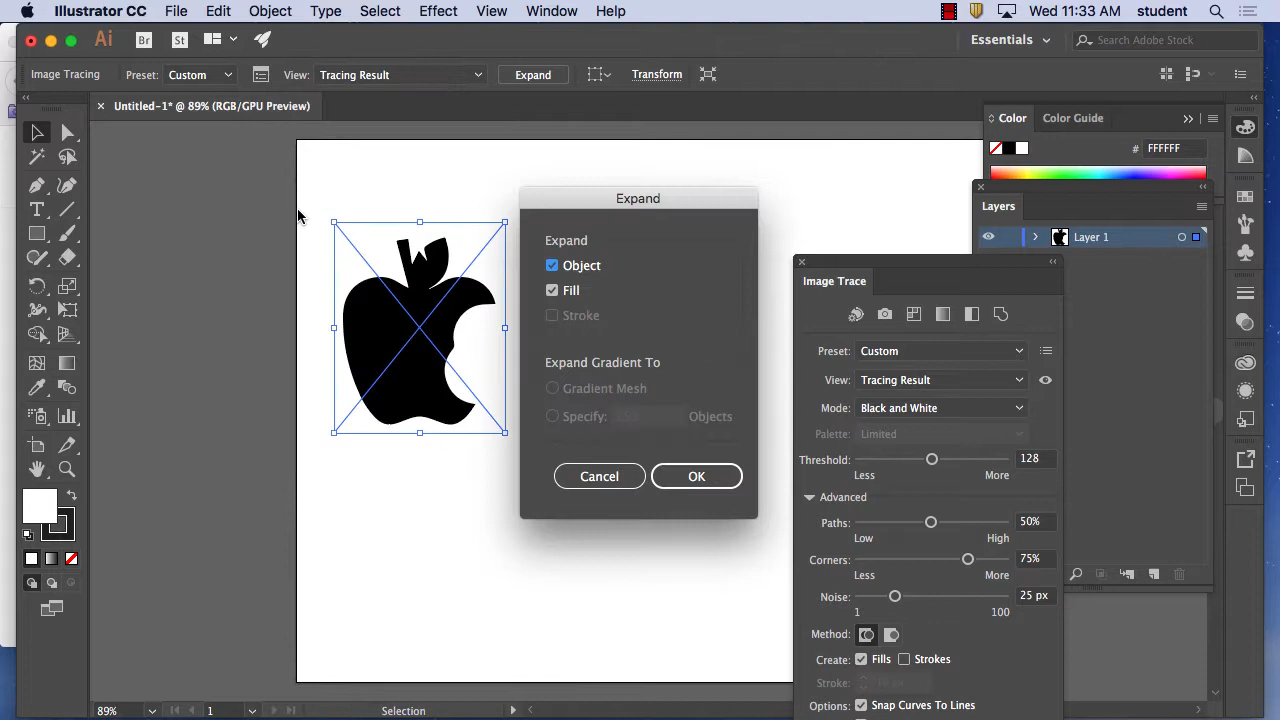 Illustrator CC File Edit Object Type Select Effect View Window Help Wed 11:33 AM student
Ai Br St Essentials Search Adobe Stock
Image Tracing Preset: Custom View: Tracing Result Expand Transform
Untitled-1* @ 89% (RGB/GPU Preview)
Color Color Guide
# FFFFFF
Layers
Layer 1
Expand
Expand
Object
Fill
Stroke
Expand Gradient To
Gradient Mesh
Specify: Objects
Cancel OK
Image Trace
Preset: Custom
View: Tracing Result
Mode: Black and White
Palette: Limited
Threshold: 128
Less More
Advanced
Paths: 50%
Low High
Corners: 75%
Less More
Noise: 25 px
1 100
Method:
Create: Fills Strokes
Stroke: 10 px
Options: Snap Curves To Lines
89% 1 Selection